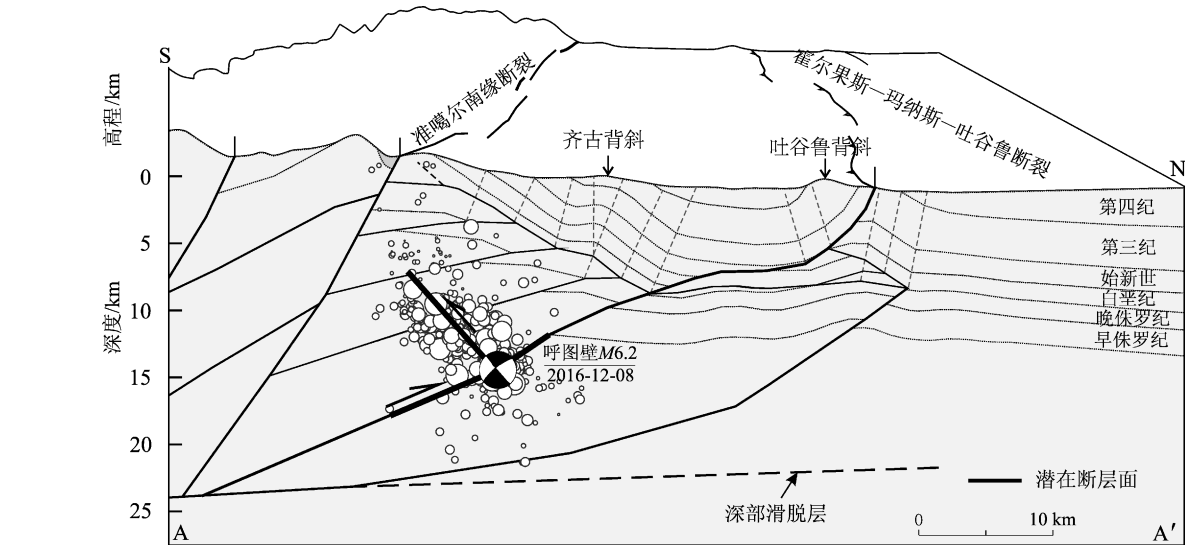 S
N
准噶尔南缘断裂
霍尔果斯—玛纳斯—吐谷鲁断裂
齐古背斜
吐谷鲁背斜
高程/km
深度/km
0
5
10
15
20
25
第四纪
第三纪
始新世
白垩纪
晚侏罗纪
早侏罗纪
呼图壁M6.2
2016-12-08
潜在断层面
深部滑脱层
0
10 km
A
A′